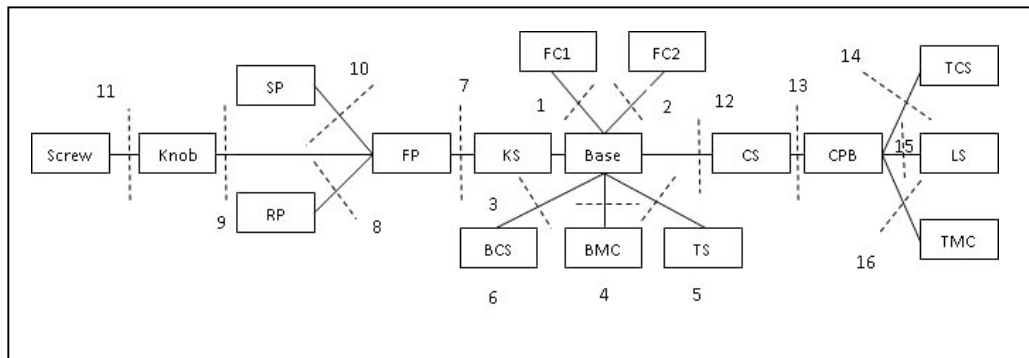 FC1 FC2
14 TCS
11 SP 10 7 1 2 12 13
Screw Knob FP KS Base CS CPB 15 LS
9 RP 8 3
BCS BMC TS 16 TMC
6 4 5